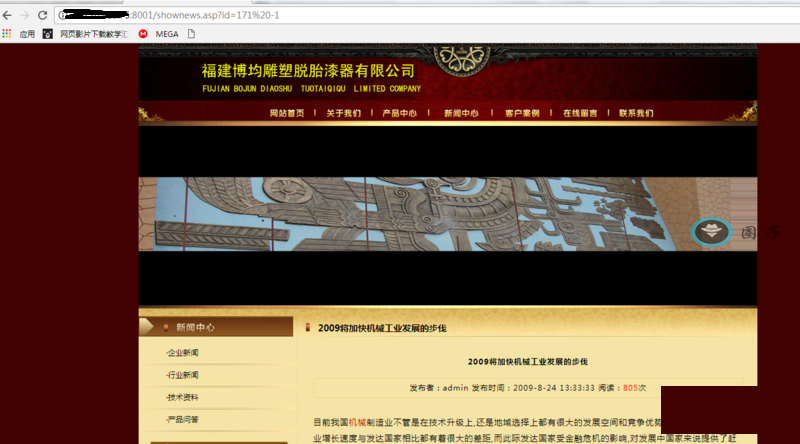 :8001/shownews.asp?id=171%20-1
应用 网页影片下载教学汇 MEGA
福建博均雕塑脱胎漆器有限公司
FUJIAN BOJUN DIAOSHU TUOTAIQIQU LIMITED COMPANY
网站首页 | 关于我们 | 产品中心 | 新闻中心 | 客户案例 | 在线留言 | 联系我们
新闻中心
·企业新闻
·行业新闻
·技术资料
·产品问答
2009将加快机械工业发展的步伐
2009将加快机械工业发展的步伐
发布者：admin 发布时间：2009-8-24 13:33:33 阅读：805次
目前我国机械制造业不管是在技术升级上,还是地域选择上都有很大的发展空间和竞争优势
业增长速度与发达国家相比都有着很大的差距,而此际发达国家受金融危机的影响,对发展中国家来说提供了赶